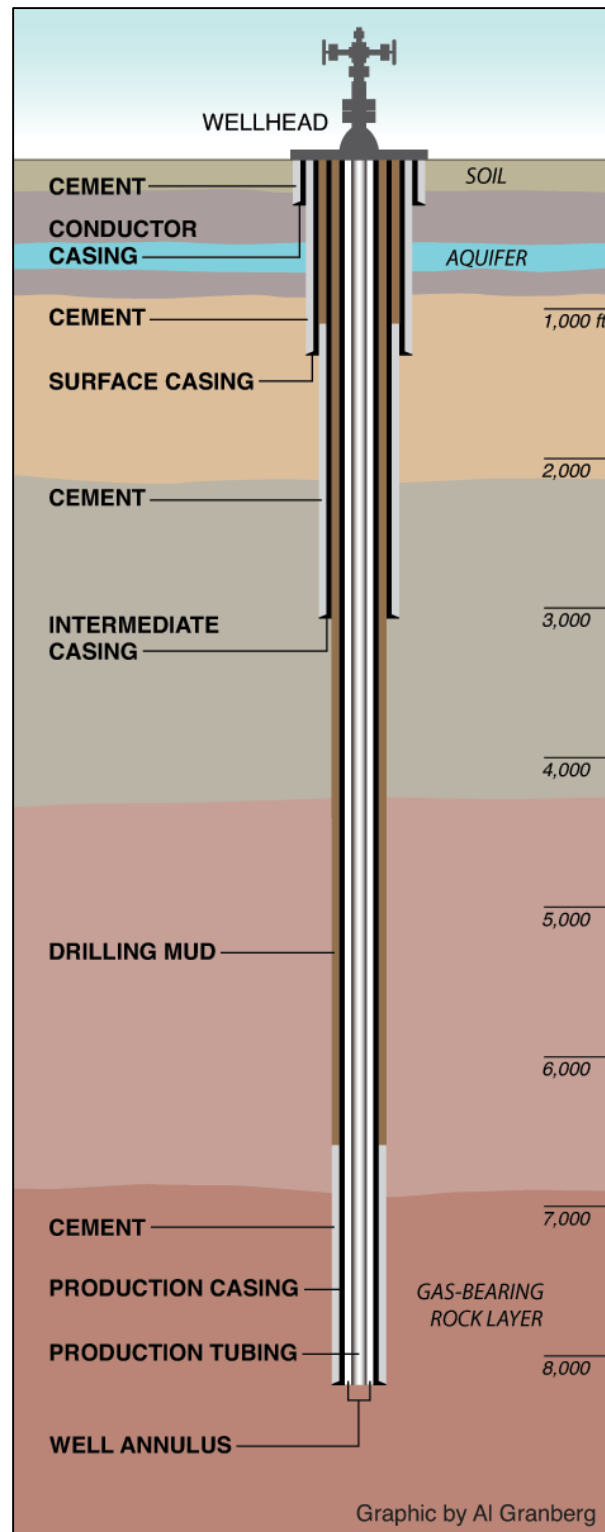 WELLHEAD
SOIL
CEMENT
CONDUCTOR
CASING
AQUIFER
CEMENT
1,000 ft
SURFACE CASING
2,000
CEMENT
3,000
INTERMEDIATE
CASING
4,000
5,000
DRILLING MUD
6,000
7,000
CEMENT
PRODUCTION CASING
GAS-BEARING
ROCK LAYER
PRODUCTION TUBING
8,000
WELL ANNULUS
Graphic by Al Granberg